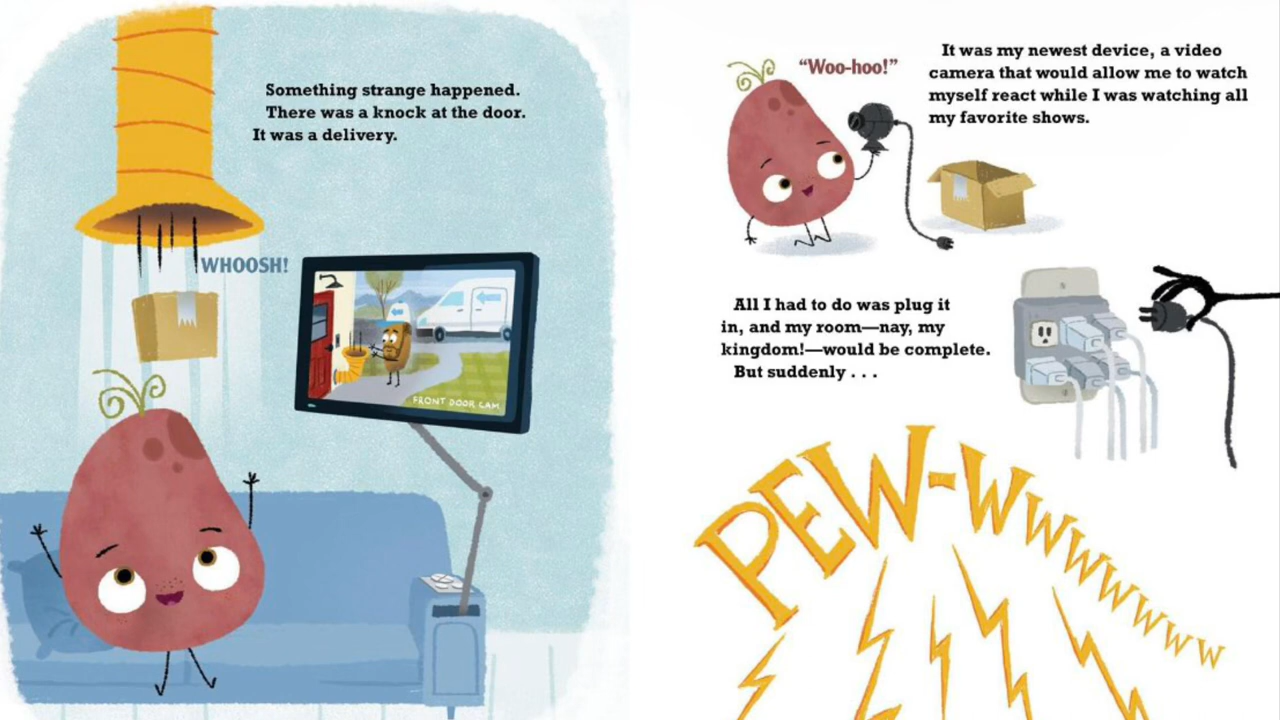 Something strange happened.
There was a knock at the door.
It was a delivery.
WHOOSH!
FRONT DOOR CAM
“Woo-hoo!”
It was my newest device, a video
camera that would allow me to watch
myself react while I was watching all
my favorite shows.
All I had to do was plug it
in, and my room—nay, my
kingdom!—would be complete.
But suddenly . . .
PEW-WWWWWWWWW